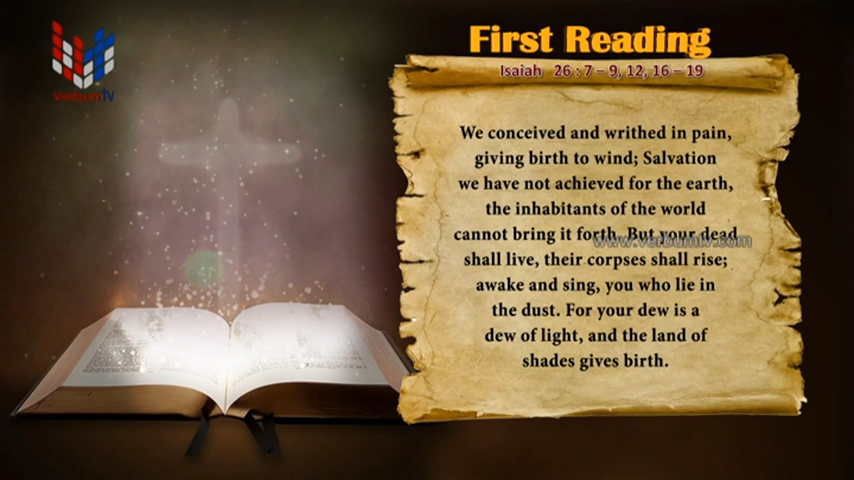 VerbumTV
First Reading
Isaiah 26 : 7 – 9, 12, 16 – 19
We conceived and writhed in pain,
giving birth to wind; Salvation
we have not achieved for the earth,
the inhabitants of the world
cannot bring it forth. But your dead
www.verbumtv.com
shall live, their corpses shall rise;
awake and sing, you who lie in
the dust. For your dew is a
dew of light, and the land of
shades gives birth.